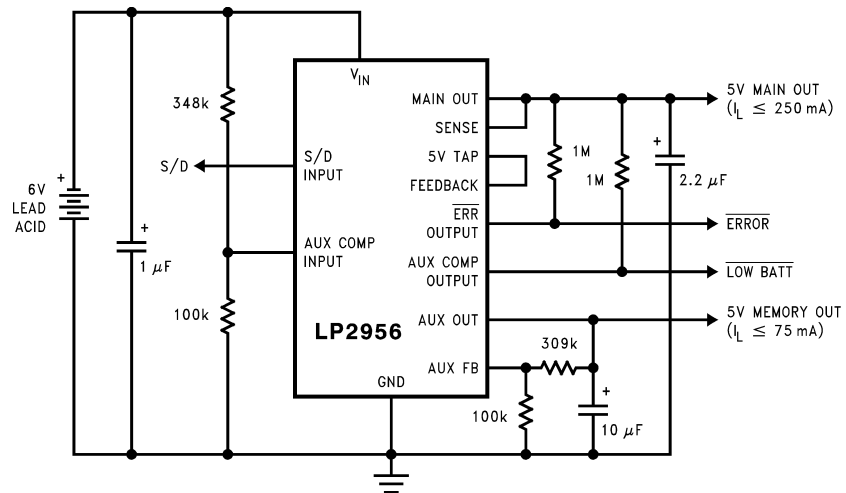 348k
S/D
6V
LEAD
ACID
+
+
1 µF
100k
V_IN
S/D
INPUT
AUX COMP
INPUT
LP2956
GND
MAIN OUT
SENSE
5V TAP
FEEDBACK
ERR
OUTPUT
AUX COMP
OUTPUT
AUX OUT
AUX FB
1M
1M
+
2.2 µF
309k
100k
+
10 µF
5V MAIN OUT
(I_L ≤ 250 mA)
ERROR
LOW BATT
5V MEMORY OUT
(I_L ≤ 75 mA)